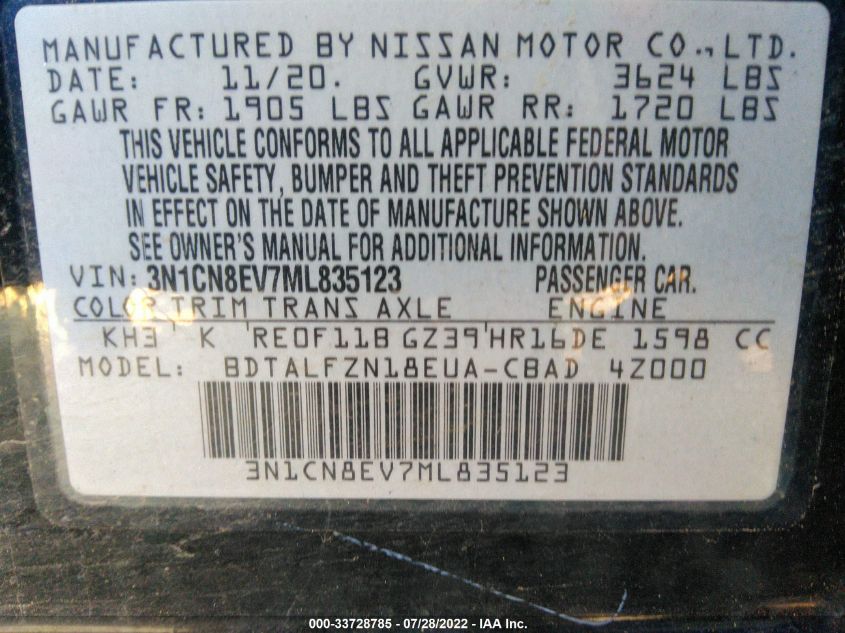 MANUFACTURED BY NISSAN MOTOR CO., LTD.
DATE: 11/20. GVWR: 3624 LBS
GAWR FR: 1905 LBS GAWR RR: 1720 LBS
THIS VEHICLE CONFORMS TO ALL APPLICABLE FEDERAL MOTOR
VEHICLE SAFETY, BUMPER AND THEFT PREVENTION STANDARDS
IN EFFECT ON THE DATE OF MANUFACTURE SHOWN ABOVE.
SEE OWNER'S MANUAL FOR ADDITIONAL INFORMATION.
VIN: 3N1CN8EV7ML835123 PASSENGER CAR.
COLOR TRIM TRANS AXLE ENGINE
KH3 K RE0F11B GZ39 HR16DE 1598 CC
MODEL: BDTALFZN18EUA-CBAD 4Z000
3N1CN8EV7ML835123
000-33728785 - 07/28/2022 - IAA Inc.